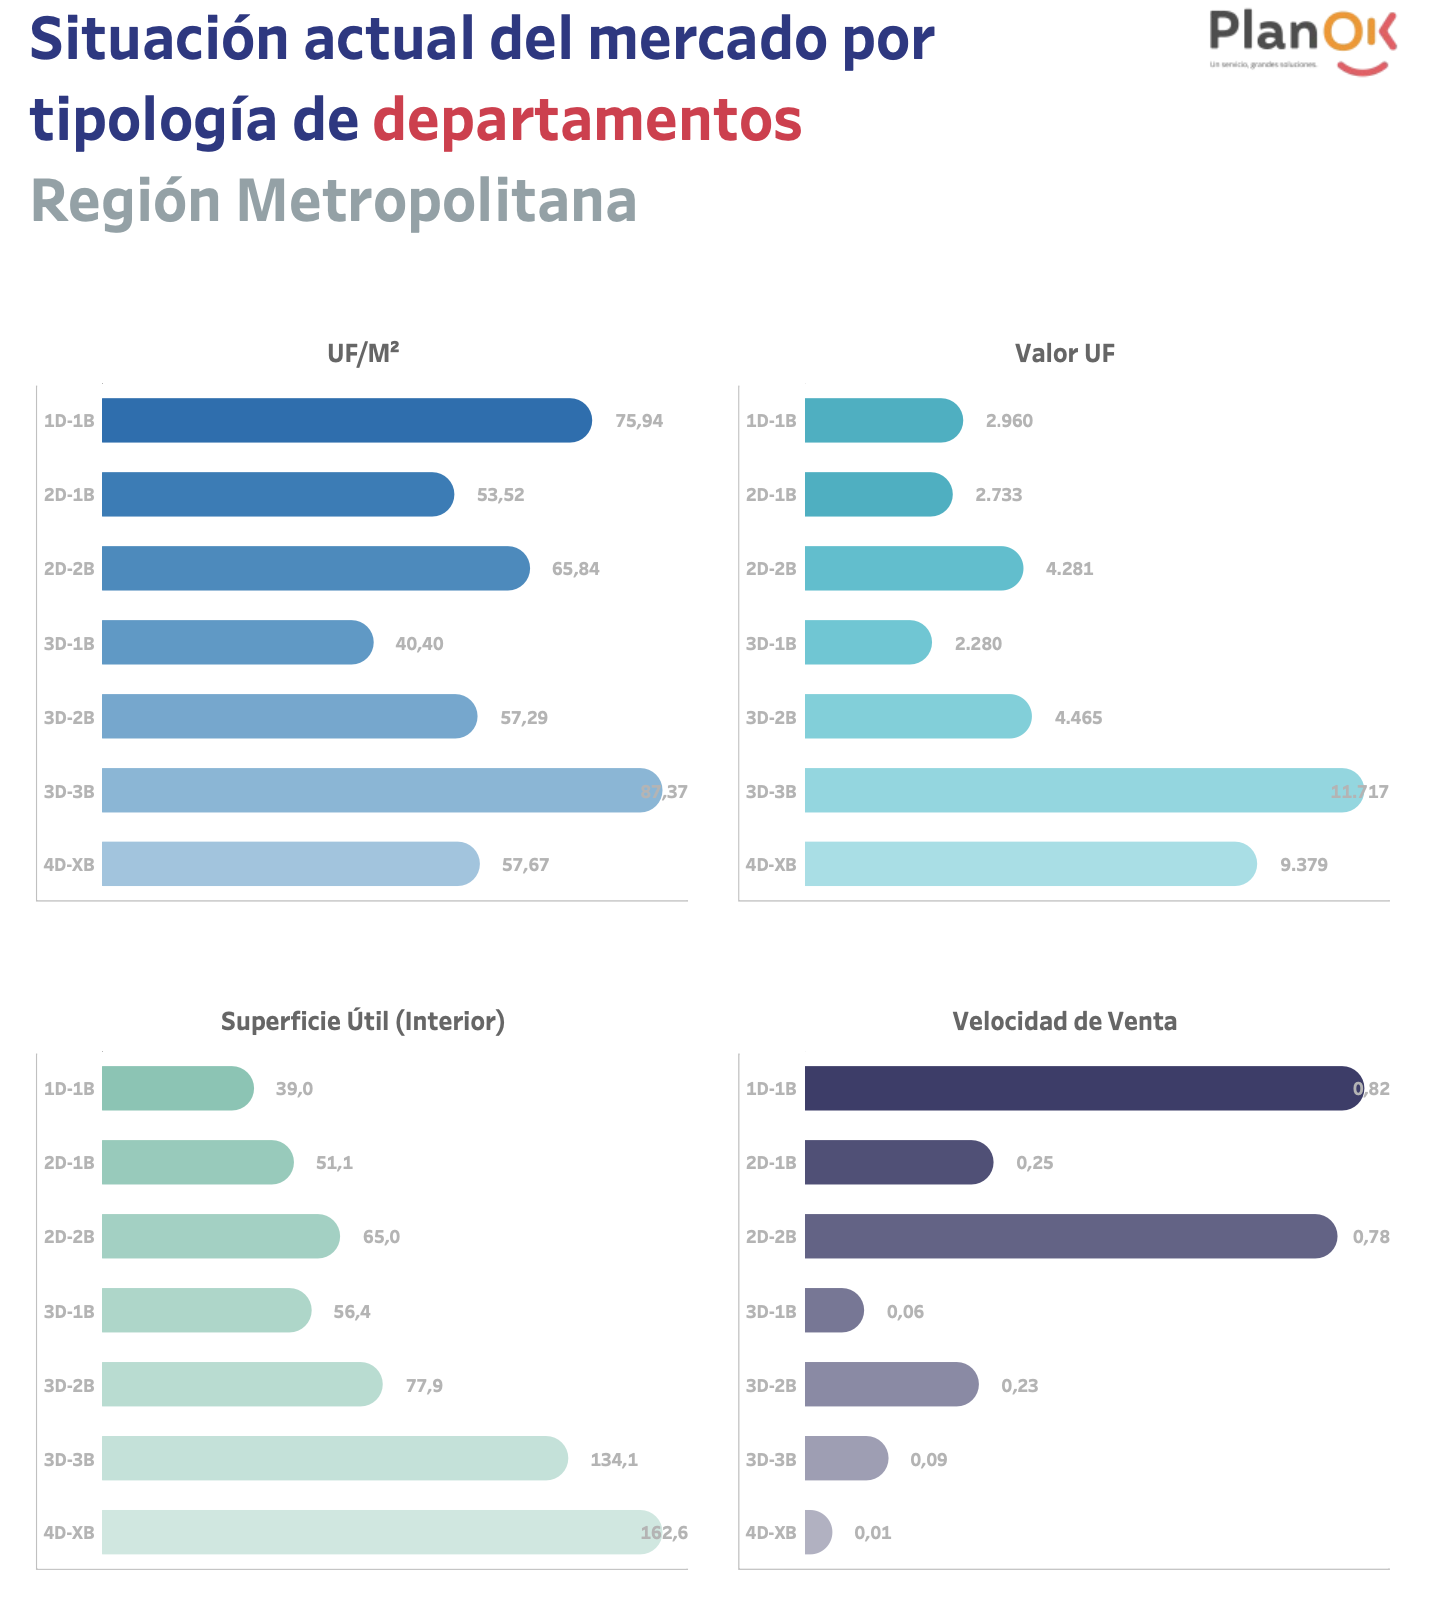 Situación actual del mercado por
tipología de departamentos
Región Metropolitana
PlanOK
Un servicio, grandes soluciones.
UF/M²
1D-1B 75,94
2D-1B 53,52
2D-2B 65,84
3D-1B 40,40
3D-2B 57,29
3D-3B 87,37
4D-XB 57,67
Valor UF
1D-1B 2.960
2D-1B 2.733
2D-2B 4.281
3D-1B 2.280
3D-2B 4.465
3D-3B 11.717
4D-XB 9.379
Superficie Útil (Interior)
1D-1B 39,0
2D-1B 51,1
2D-2B 65,0
3D-1B 56,4
3D-2B 77,9
3D-3B 134,1
4D-XB 162,6
Velocidad de Venta
1D-1B 0,82
2D-1B 0,25
2D-2B 0,78
3D-1B 0,06
3D-2B 0,23
3D-3B 0,09
4D-XB 0,01